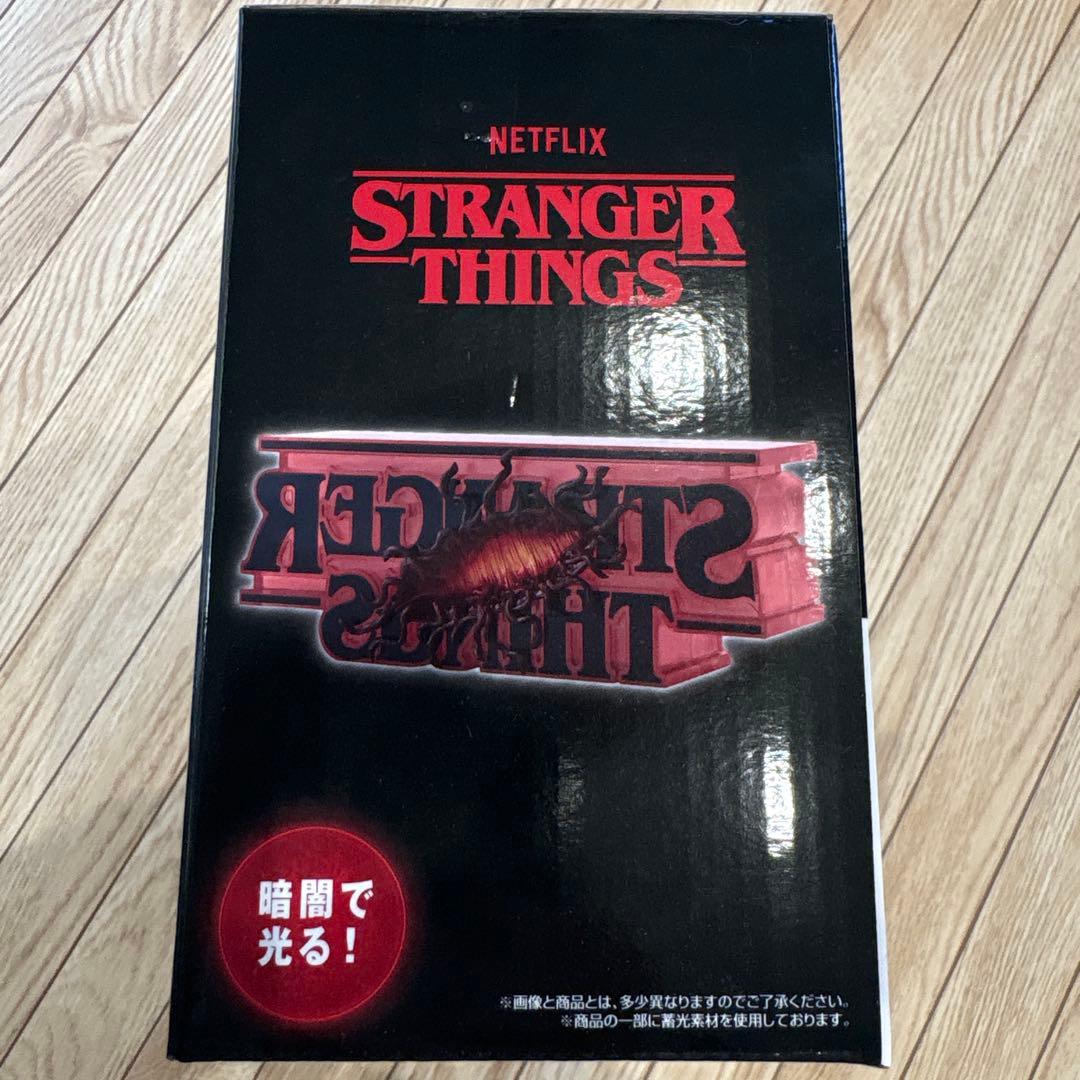 NETFLIX
STRANGER
THINGS
STRANGER
THINGS
暗闇で
光る!
※画像と商品とは、多少異なりますのでご了承ください。
※商品の一部に蓄光素材を使用しております。